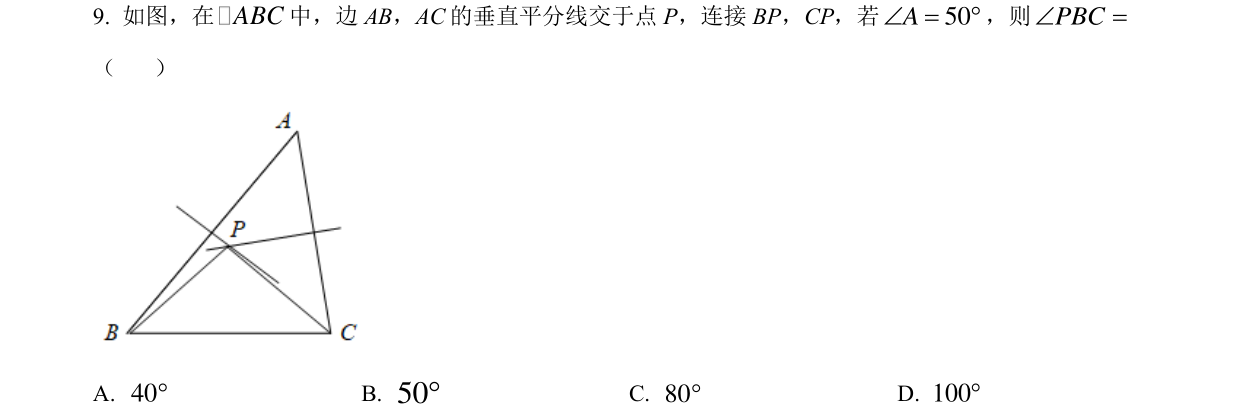 9. 如图，在▯ABC中，边AB，AC的垂直平分线交于点P，连接BP，CP，若∠A = 50°，则∠PBC =
（　　）
A
P
B
C
A. 40°  B. 50°  C. 80°  D. 100°